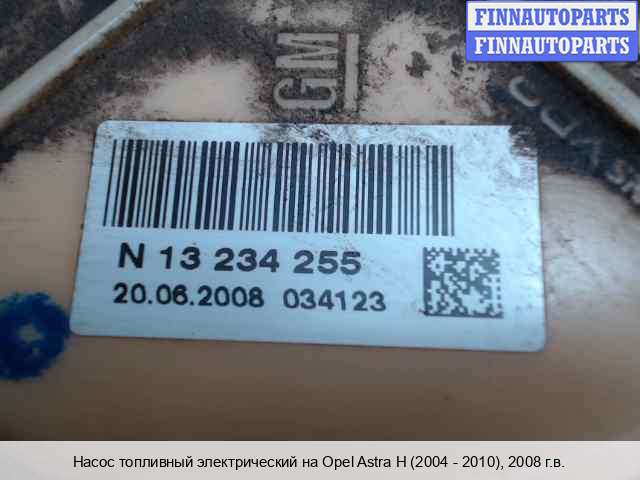 FINNAUTOPARTS
FINNAUTOPARTS
GM
N 13 234 255
20.06.2008 034123
Насос топливный электрический на Opel Astra H (2004 - 2010), 2008 г.в.